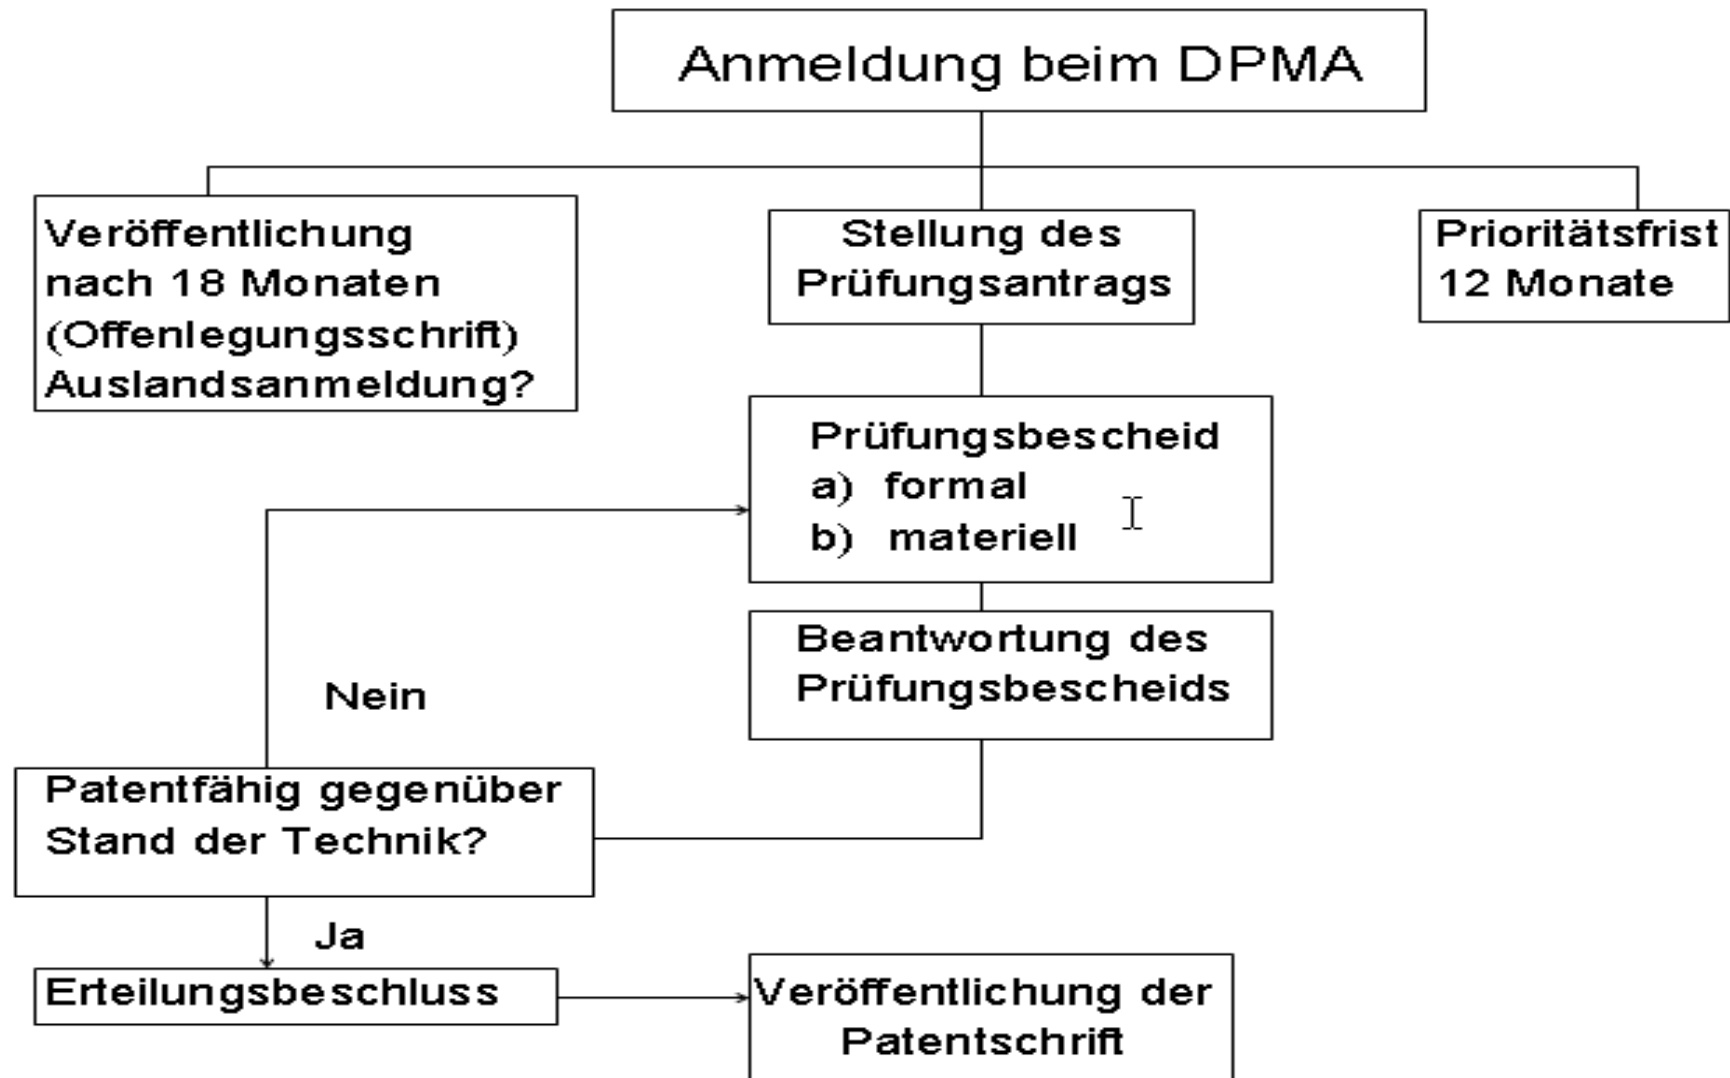 Anmeldung beim DPMA
Veröffentlichung
nach 18 Monaten
(Offenlegungsschrift)
Auslandsanmeldung?
Stellung des
Prüfungsantrags
Prioritätsfrist
12 Monate
Prüfungsbescheid
a) formal
b) materiell
Beantwortung des
Prüfungsbescheids
Nein
Patentfähig gegenüber
Stand der Technik?
Ja
Erteilungsbeschluss
Veröffentlichung der
Patentschrift